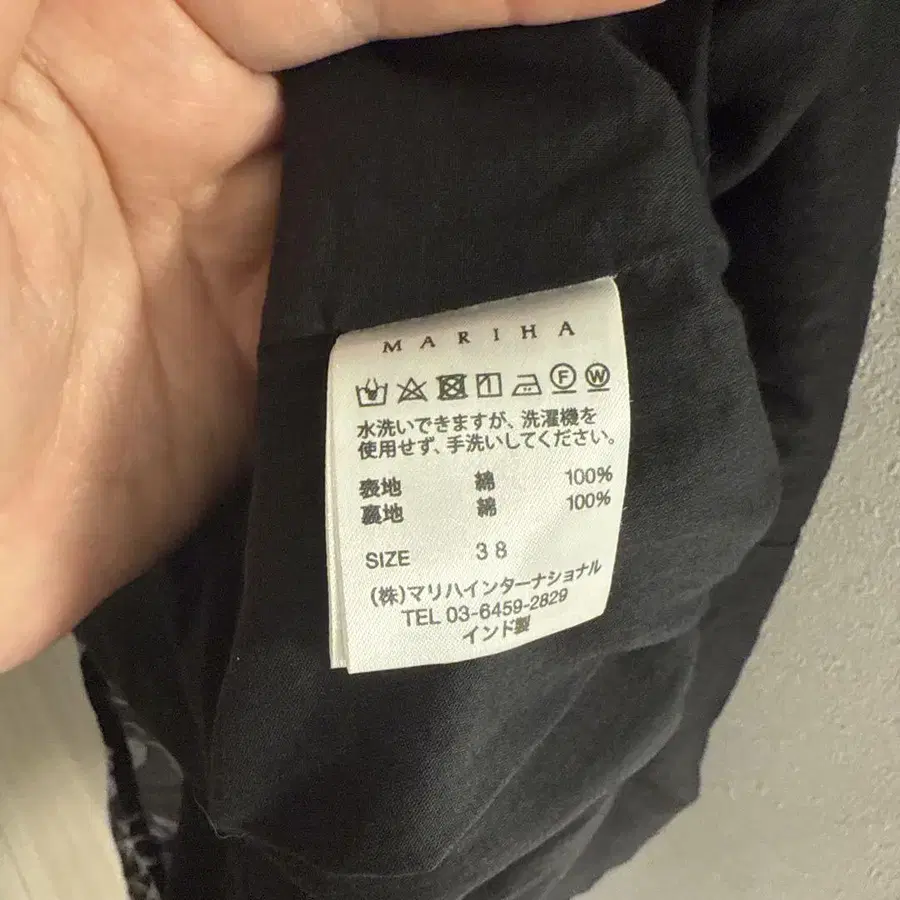 MARIHA
F W
水洗いできますが、洗濯機を
使用せず、手洗いしてください。
表地 綿 100%
裏地 綿 100%
SIZE 38
(株)マリハインターナショナル
TEL 03-6459-2829
インド製